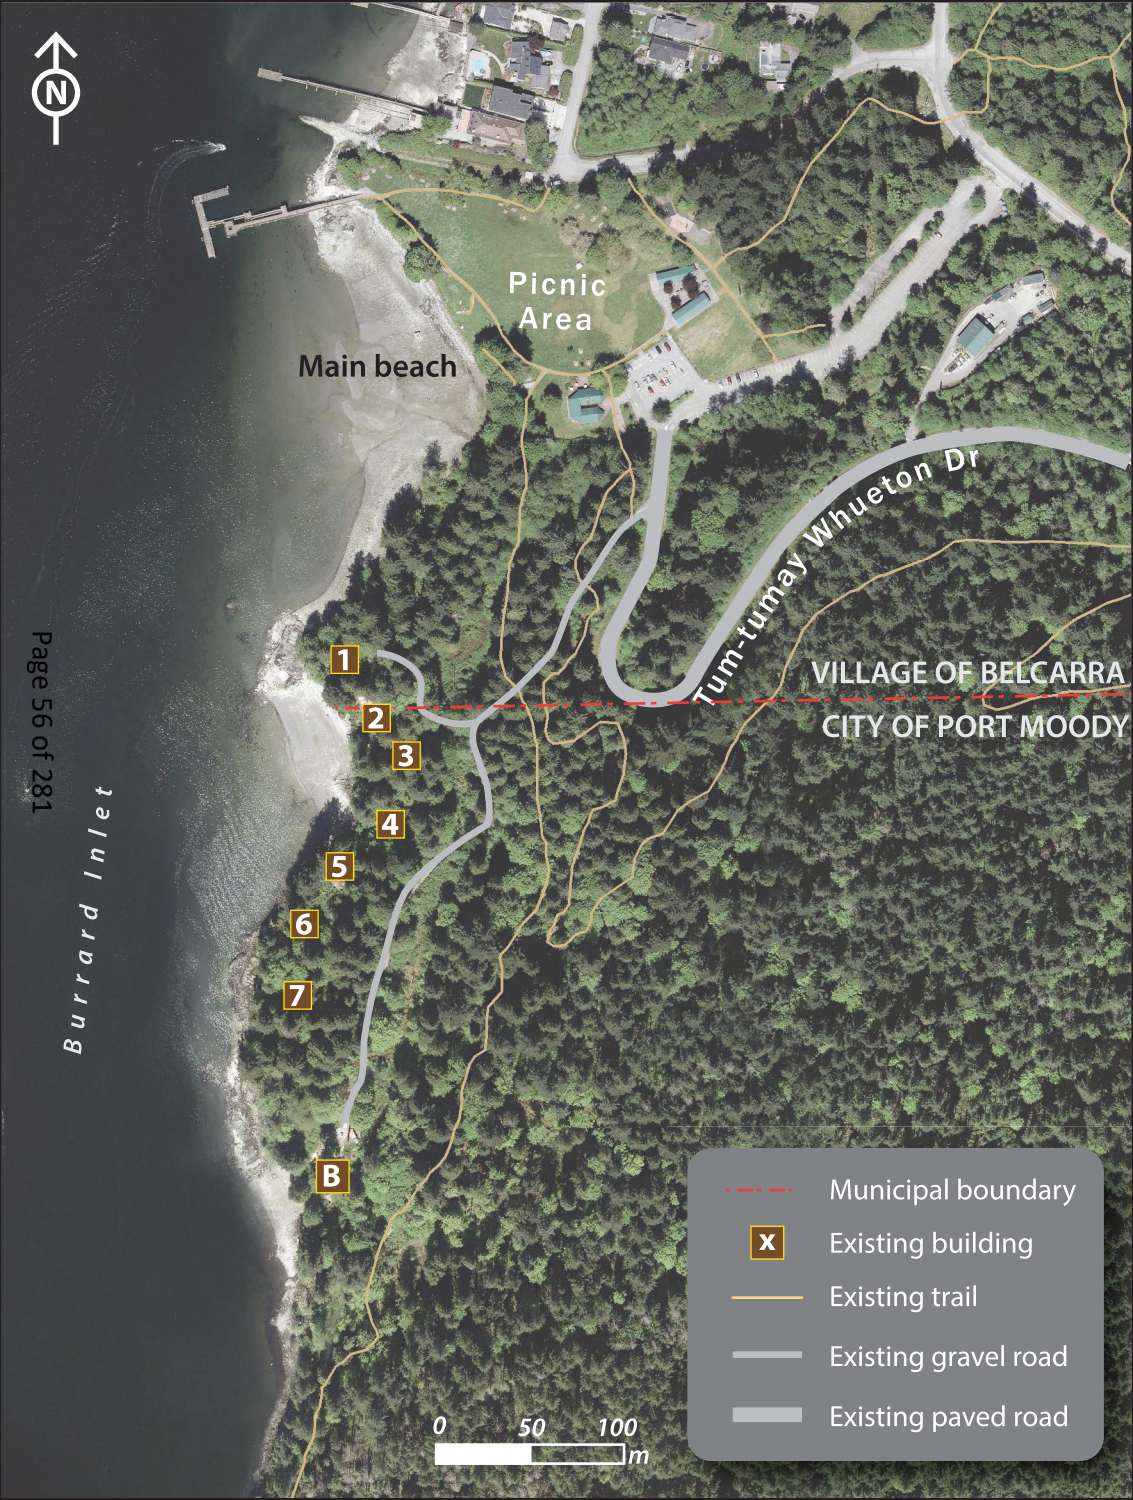 N
Picnic
Area
Main beach
Tum-tumay Whueton Dr
VILLAGE OF BELCARRA
CITY OF PORT MOODY
Page 56 of 281
Burrard Inlet
1
2
3
4
5
6
7
B
Municipal boundary
x Existing building
Existing trail
Existing gravel road
Existing paved road
0 50 100
m